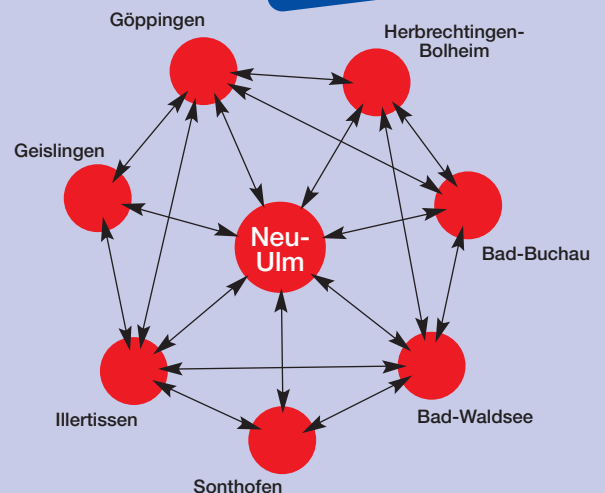 Göppingen
Herbrechtingen-
Bolheim
Geislingen
Neu-
Ulm
Bad-Buchau
Illertissen
Bad-Waldsee
Sonthofen